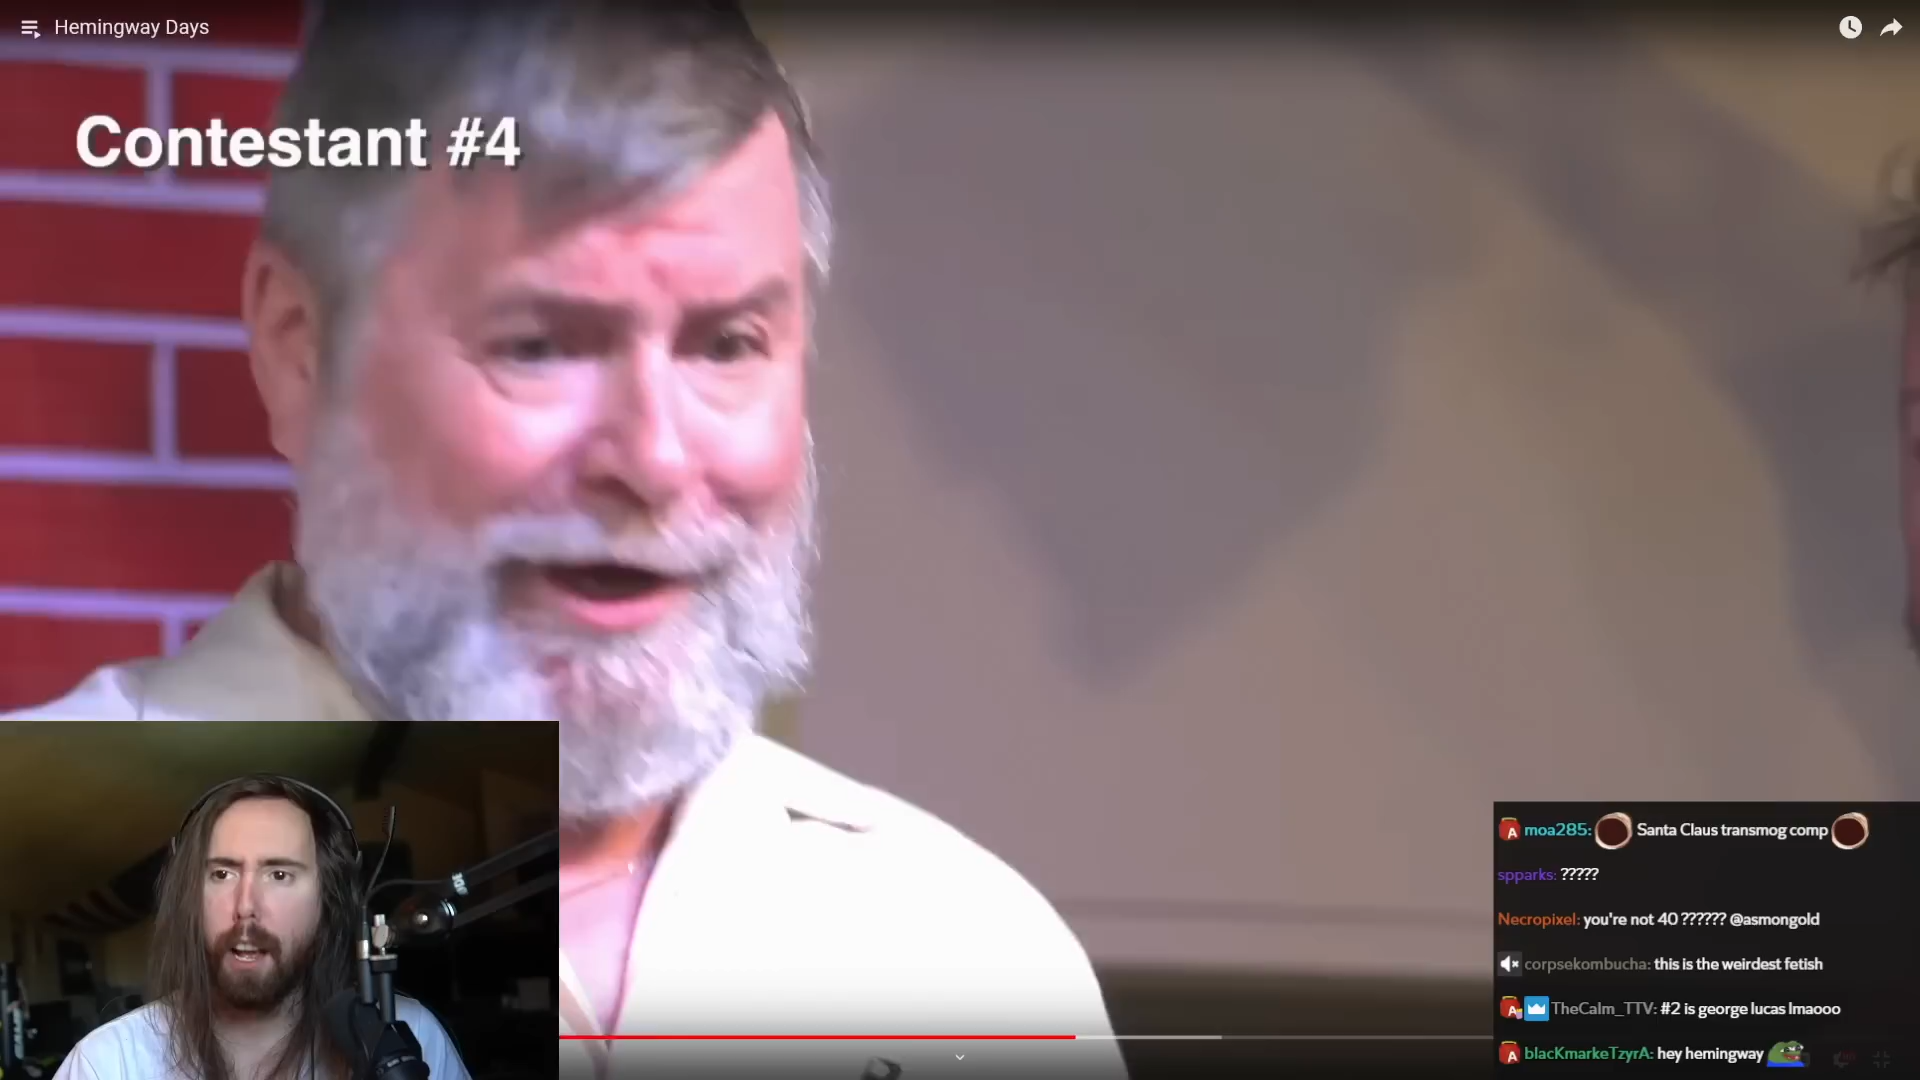 Hemingway Days
Contestant #4
moa285: Santa Claus transmog comp
spparks: ?????
Necropixel: you're not 40 ?????? @asmongold
corpsekombucha: this is the weirdest fetish
TheCalm_TTV: #2 is george lucas lmaooo
blacKmarkeTzyrA: hey hemingway